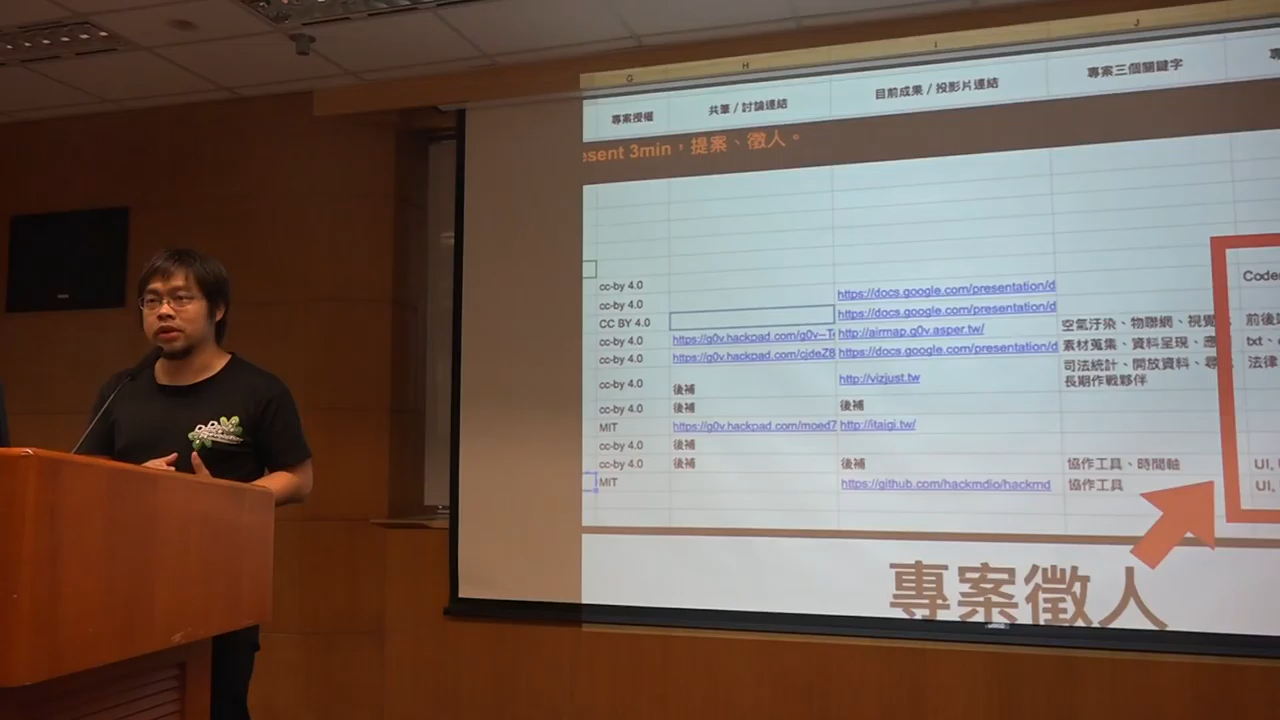 G H I J
專案授權 共筆 / 討論連結 目前成果 / 投影片連結 專案三個關鍵字
esent 3min，提案、徵人。
cc-by 4.0 https://docs.google.com/presentation/d
cc-by 4.0 https://docs.google.com/presentation/d
CC BY 4.0
cc-by 4.0 https://g0v.hackpad.com/g0v--T http://airmap.g0v.asper.tw/ 空氣汙染、物聯網、視覺 前後
cc-by 4.0 https://g0v.hackpad.com/cjdeZ8 https://docs.google.com/presentation/d 素材蒐集、資料呈現、應 txt、
cc-by 4.0 後補 http://vizjust.tw 司法統計、開放資料、尋 法律
長期作戰夥伴
cc-by 4.0 後補 後補
MIT https://g0v.hackpad.com/moed7 http://itaigi.tw/
cc-by 4.0 後補
cc-by 4.0 後補 後補 協作工具、時間軸 UI,
MIT https://github.com/hackmdio/hackmd 協作工具 UI,
專案徵人